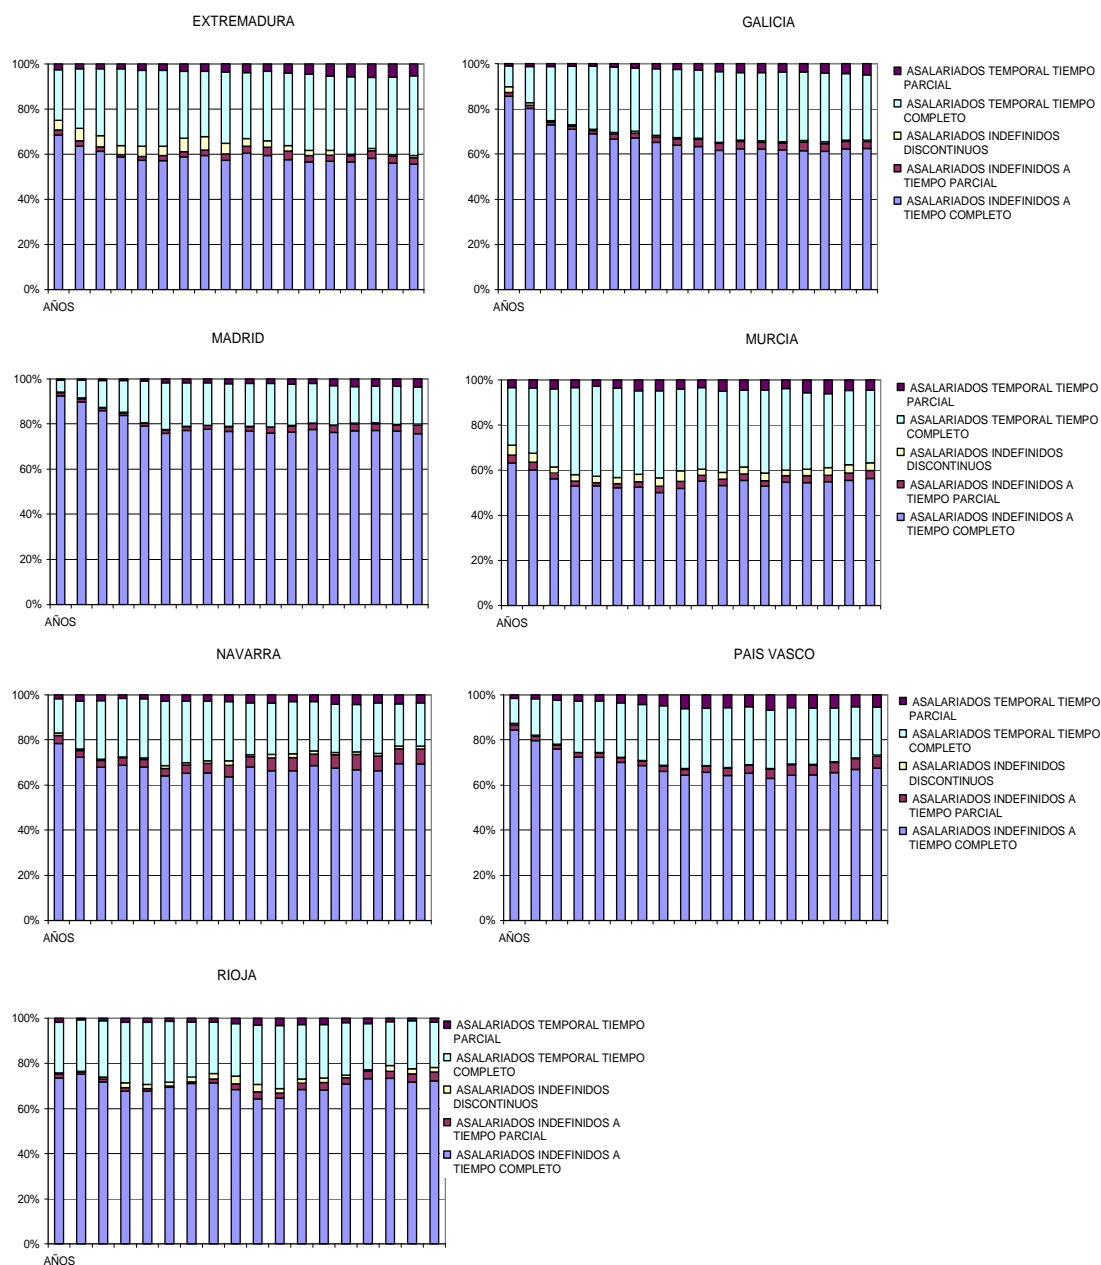 EXTREMADURA
100%
80%
60%
40%
20%
0%
AÑOS
GALICIA
100%
80%
60%
40%
20%
0%
AÑOS
ASALARIADOS TEMPORAL TIEMPO
PARCIAL
ASALARIADOS TEMPORAL TIEMPO
COMPLETO
ASALARIADOS INDEFINIDOS
DISCONTINUOS
ASALARIADOS INDEFINIDOS A
TIEMPO PARCIAL
ASALARIADOS INDEFINIDOS A
TIEMPO COMPLETO
MADRID
100%
80%
60%
40%
20%
0%
AÑOS
MURCIA
100%
80%
60%
40%
20%
0%
AÑOS
ASALARIADOS TEMPORAL TIEMPO
PARCIAL
ASALARIADOS TEMPORAL TIEMPO
COMPLETO
ASALARIADOS INDEFINIDOS
DISCONTINUOS
ASALARIADOS INDEFINIDOS A
TIEMPO PARCIAL
ASALARIADOS INDEFINIDOS A
TIEMPO COMPLETO
NAVARRA
100%
80%
60%
40%
20%
0%
AÑOS
PAIS VASCO
100%
80%
60%
40%
20%
0%
AÑOS
ASALARIADOS TEMPORAL TIEMPO
PARCIAL
ASALARIADOS TEMPORAL TIEMPO
COMPLETO
ASALARIADOS INDEFINIDOS
DISCONTINUOS
ASALARIADOS INDEFINIDOS A
TIEMPO PARCIAL
ASALARIADOS INDEFINIDOS A
TIEMPO COMPLETO
RIOJA
100%
80%
60%
40%
20%
0%
AÑOS
ASALARIADOS TEMPORAL TIEMPO
PARCIAL
ASALARIADOS TEMPORAL TIEMPO
COMPLETO
ASALARIADOS INDEFINIDOS
DISCONTINUOS
ASALARIADOS INDEFINIDOS A
TIEMPO PARCIAL
ASALARIADOS INDEFINIDOS A
TIEMPO COMPLETO